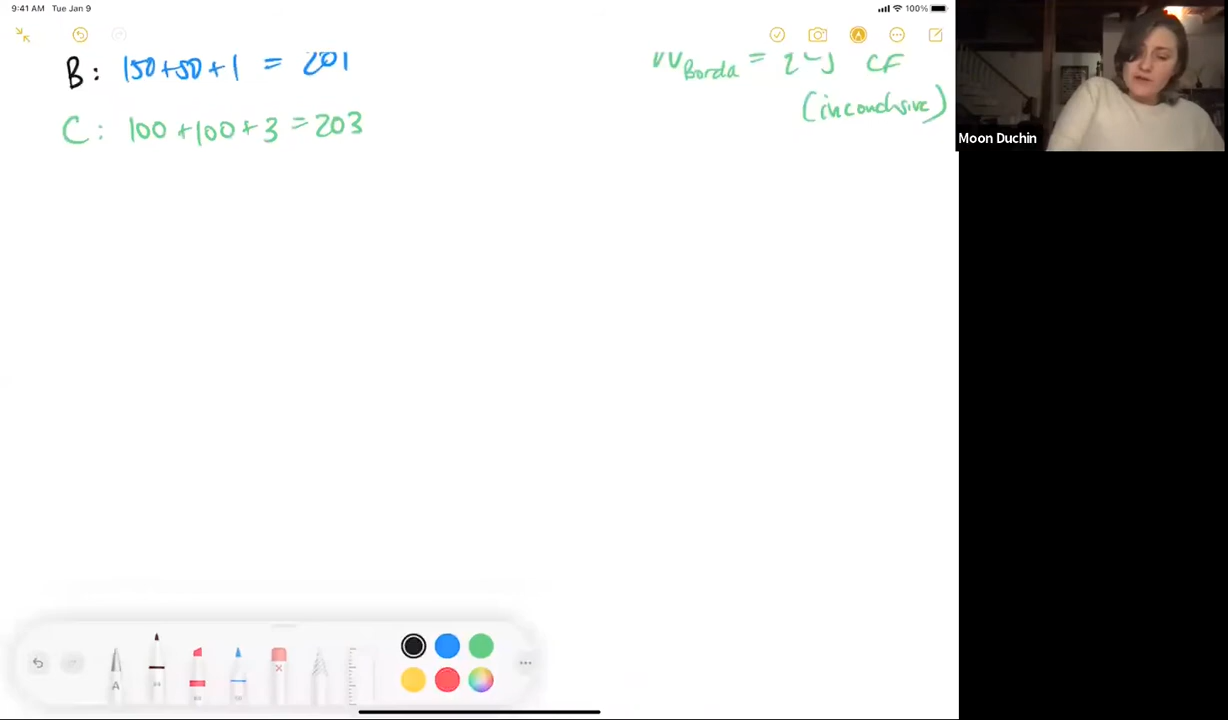 9:41 AM Tue Jan 9
100%
B: 150+50+1 = 201
W Borda = {C} CF
(inconclusive)
C: 100+100+3 = 203
Moon Duchin
A